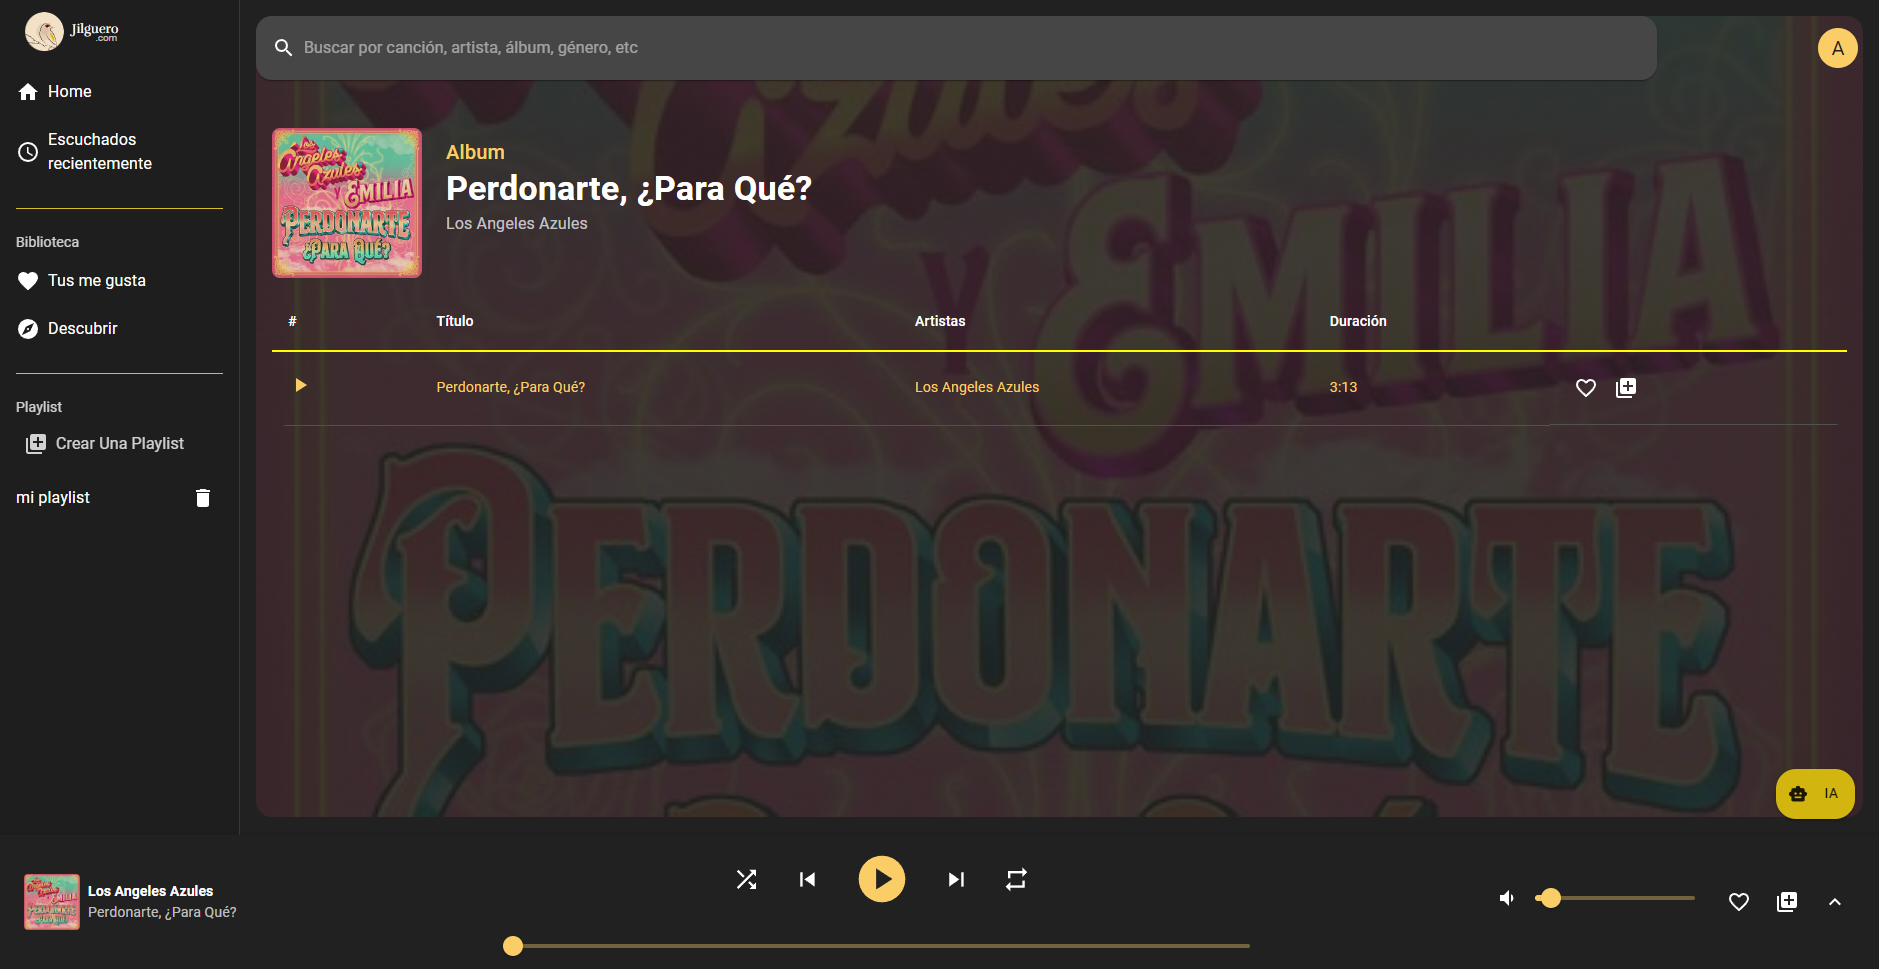 Jilguero
.com
Home
Escuchados
recientemente
Biblioteca
Tus me gusta
Descubrir
Playlist
Crear Una Playlist
mi playlist
Buscar por canción, artista, álbum, género, etc
A
Los
Angeles
Azules
Y EMILIA
PERDONARTE
¿PARA QUÉ?
Album
Perdonarte, ¿Para Qué?
Los Angeles Azules
# Título Artistas Duración
Perdonarte, ¿Para Qué? Los Angeles Azules 3:13
Azules
Y EMILIA
PERDONARTE
IA
Los Angeles Azules
Perdonarte, ¿Para Qué?